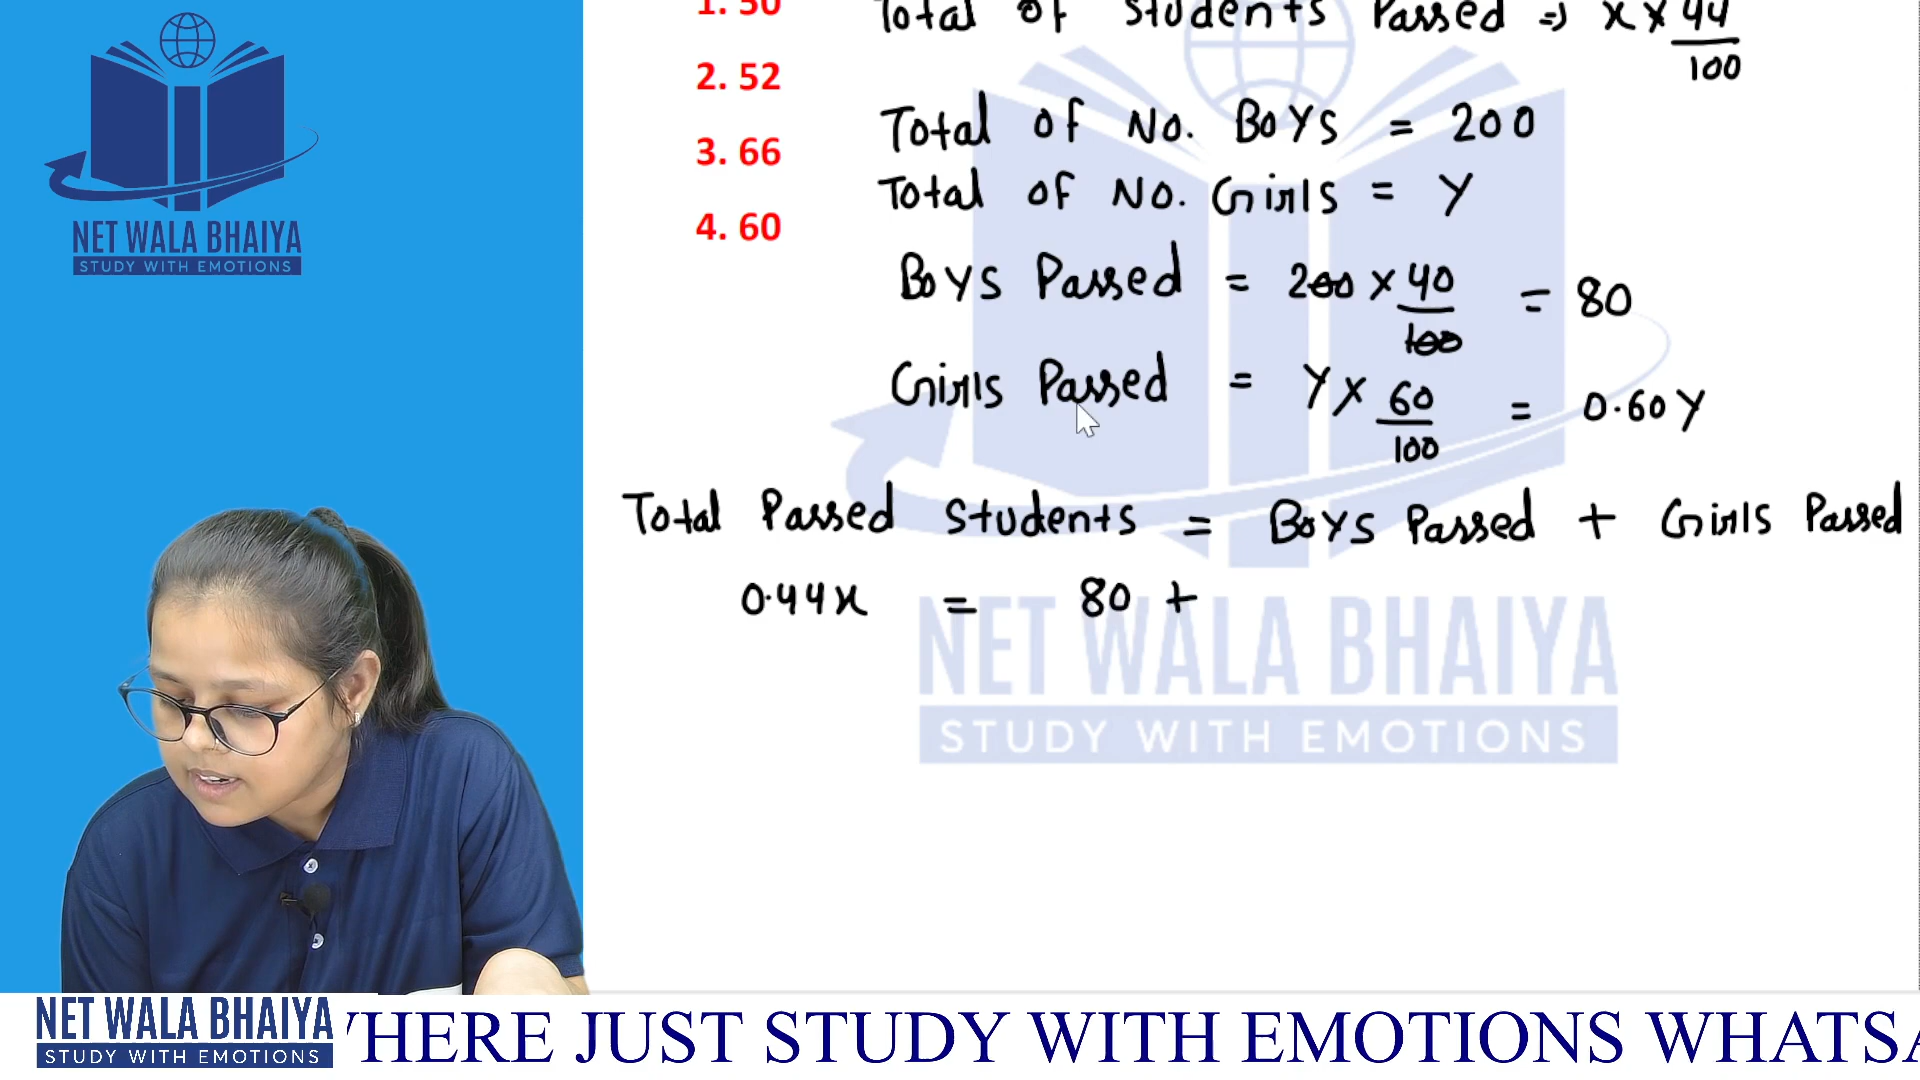 1. 50
Total of Students Passed ⇒ x × 44/100
2. 52
Total of No. Boys = 200
3. 66
Total of No. Girls = Y
4. 60
Boys Passed = 200 × 40/100 = 80
Girls Passed = Y × 60/100 = 0.60Y
Total Passed Students = Boys Passed + Girls Passed
0.44x = 80 +
NET WALA BHAIYA
STUDY WITH EMOTIONS
NET WALA BHAIYA
STUDY WITH EMOTIONS
NET WALA BHAIYA
STUDY WITH EMOTIONS
HERE JUST STUDY WITH EMOTIONS WHATSA